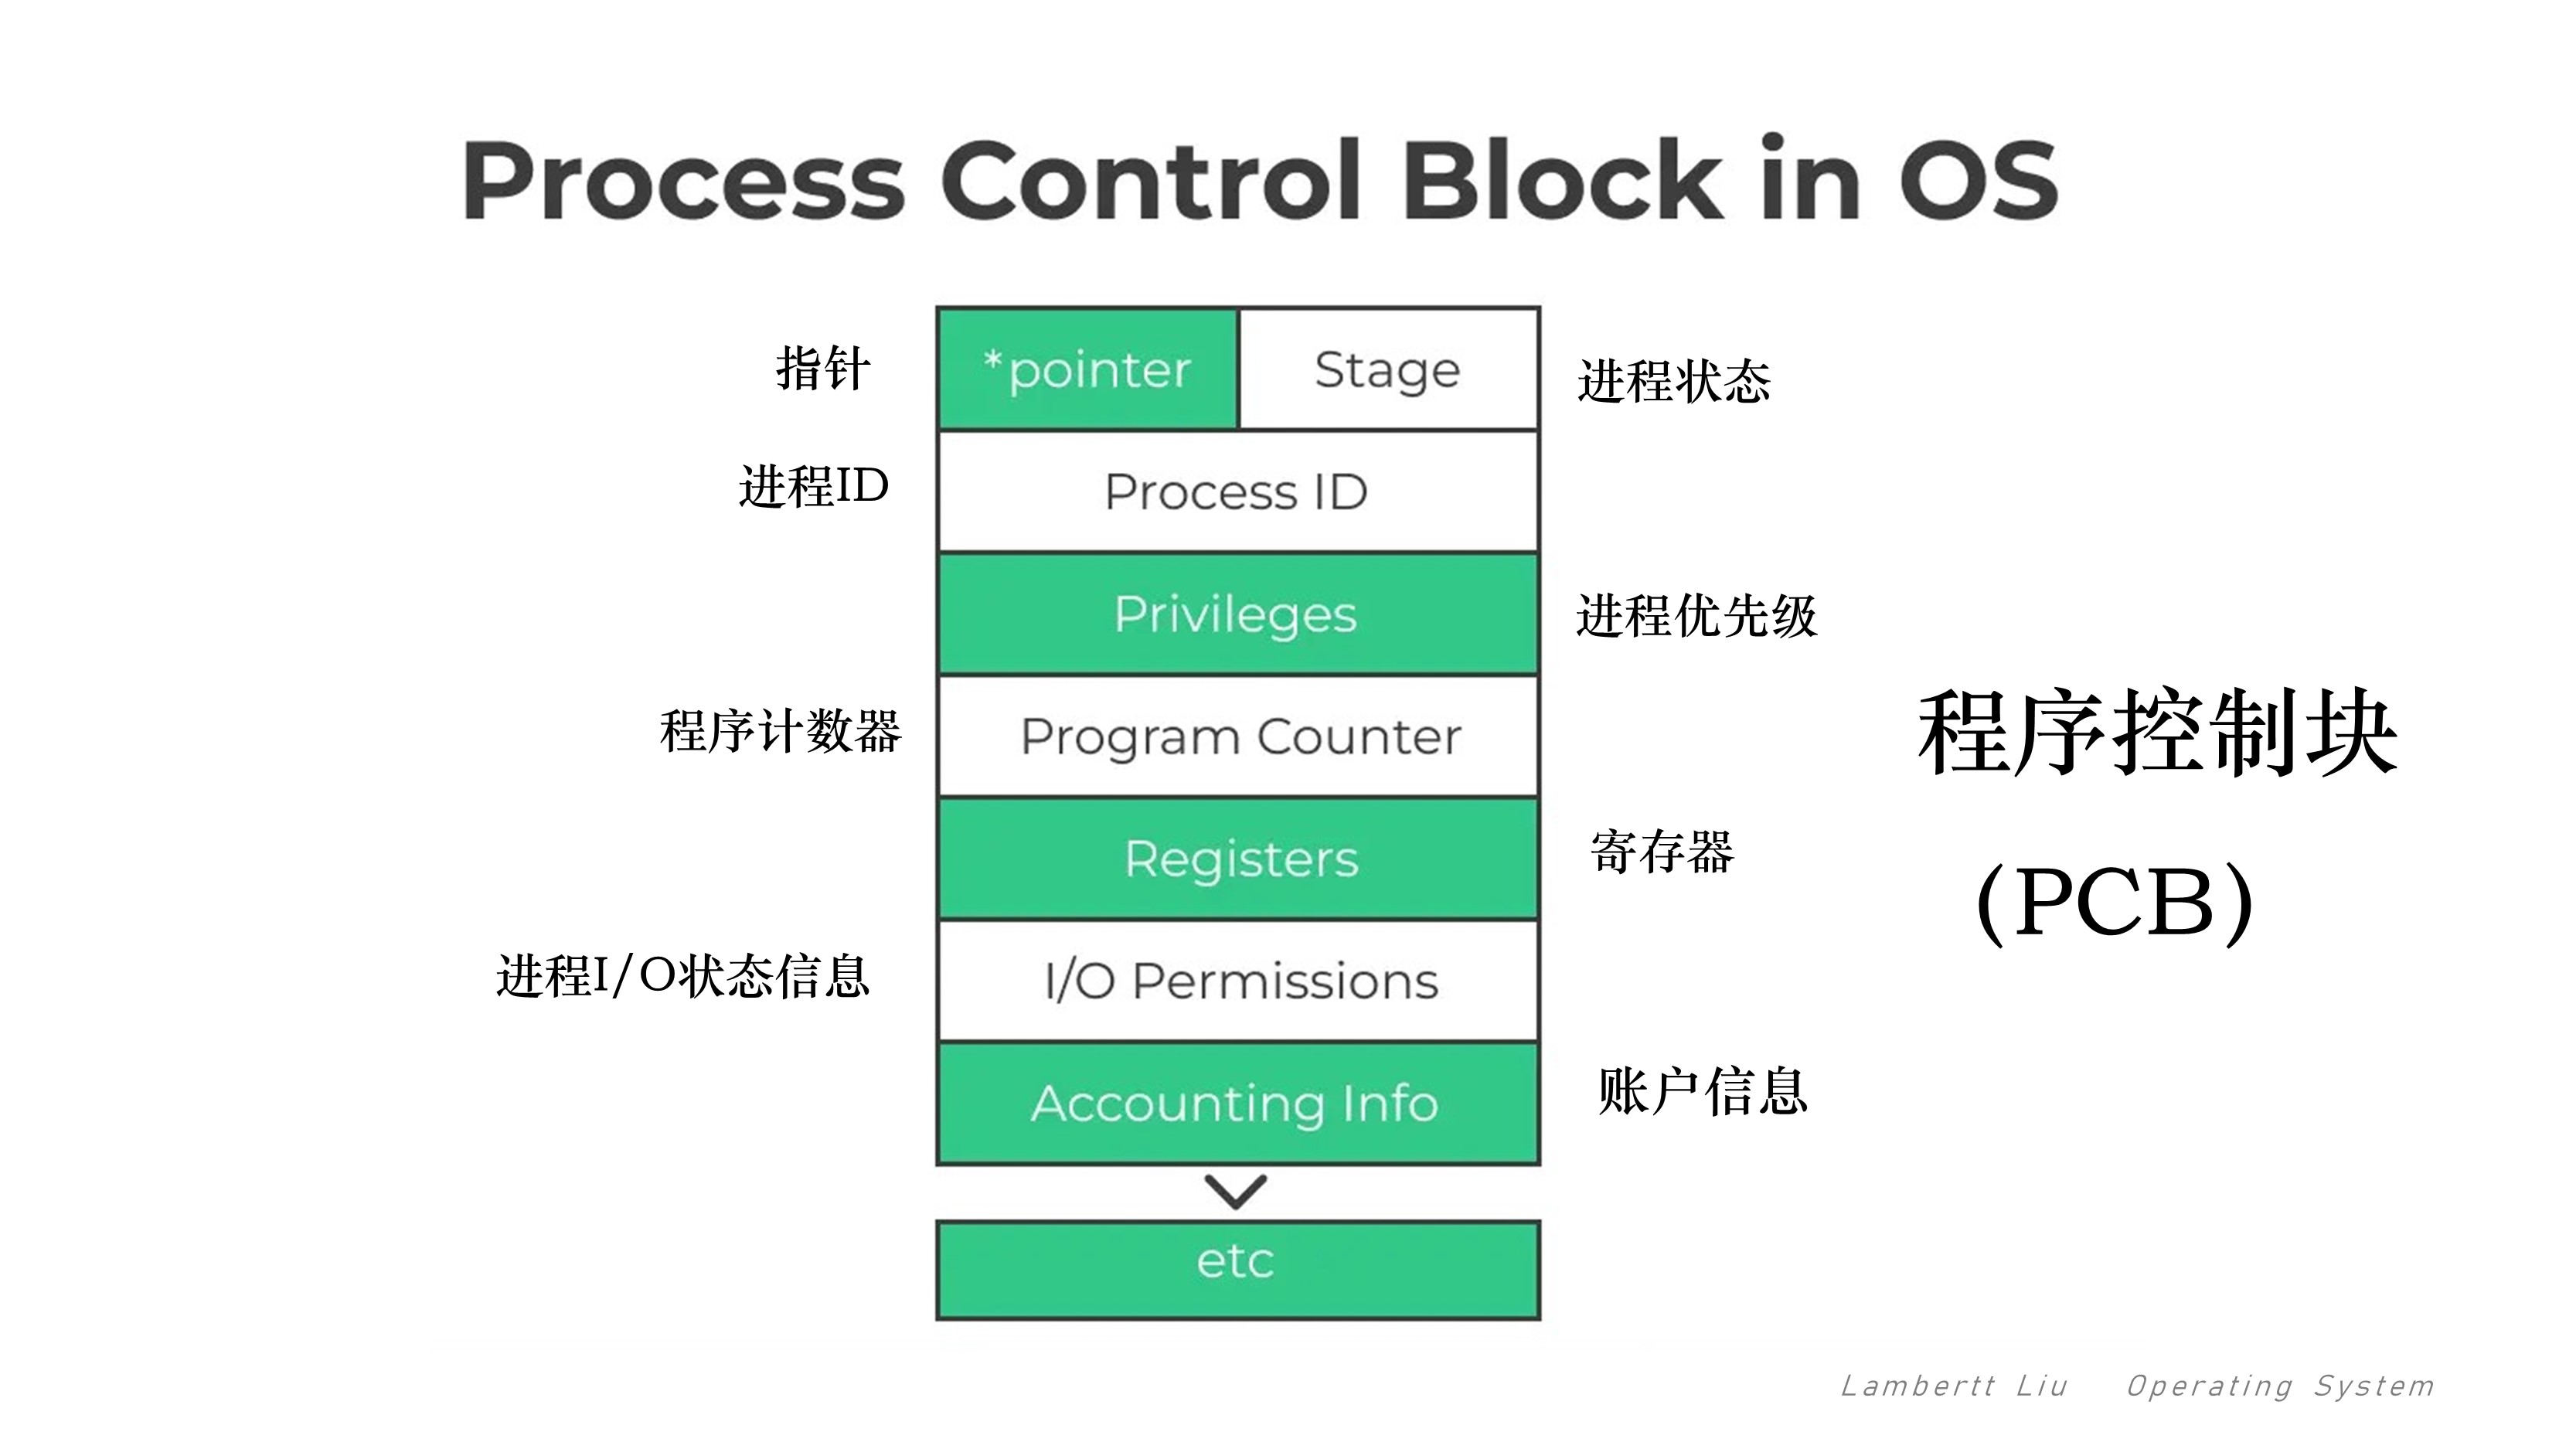 Process Control Block in OS
指针
*pointer
Stage
进程状态
进程ID
Process ID
Privileges
进程优先级
程序计数器
Program Counter
程序控制块
(PCB)
Registers
寄存器
进程I/O状态信息
I/O Permissions
Accounting Info
账户信息
etc
Lambertt Liu Operating System